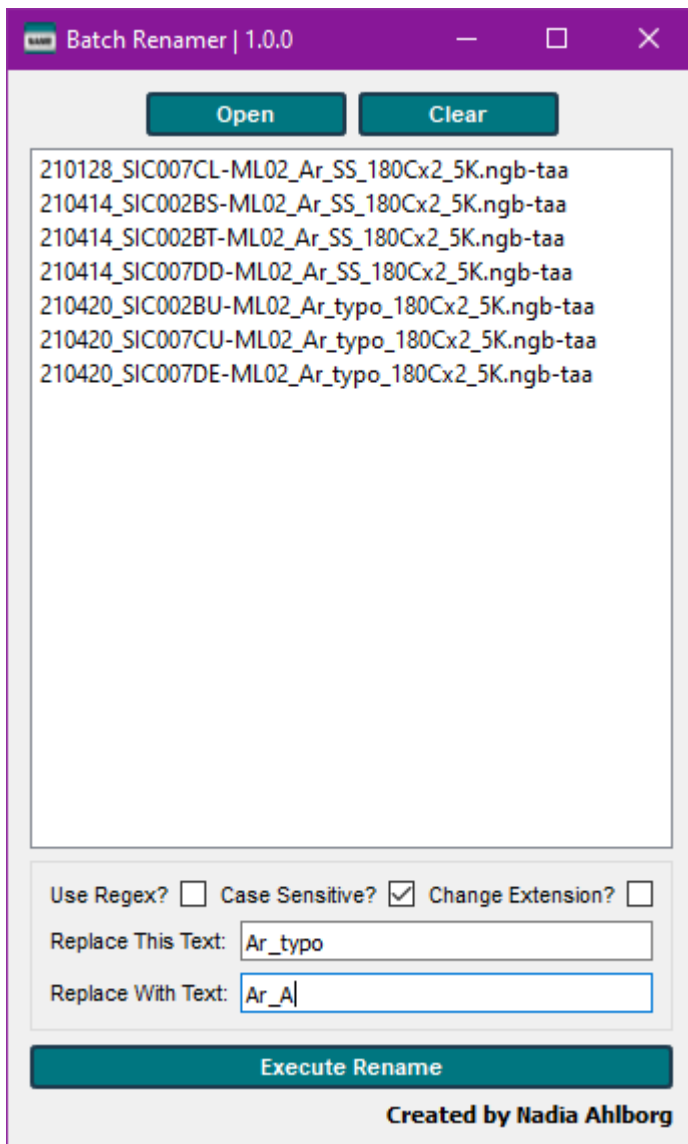 Batch Renamer | 1.0.0
Open Clear
210128_SIC007CL-ML02_Ar_SS_180Cx2_5K.ngb-taa
210414_SIC002BS-ML02_Ar_SS_180Cx2_5K.ngb-taa
210414_SIC002BT-ML02_Ar_SS_180Cx2_5K.ngb-taa
210414_SIC007DD-ML02_Ar_SS_180Cx2_5K.ngb-taa
210420_SIC002BU-ML02_Ar_typo_180Cx2_5K.ngb-taa
210420_SIC007CU-ML02_Ar_typo_180Cx2_5K.ngb-taa
210420_SIC007DE-ML02_Ar_typo_180Cx2_5K.ngb-taa
Use Regex? Case Sensitive? Change Extension?
Replace This Text: Ar_typo
Replace With Text: Ar_A
Execute Rename
Created by Nadia Ahlborg